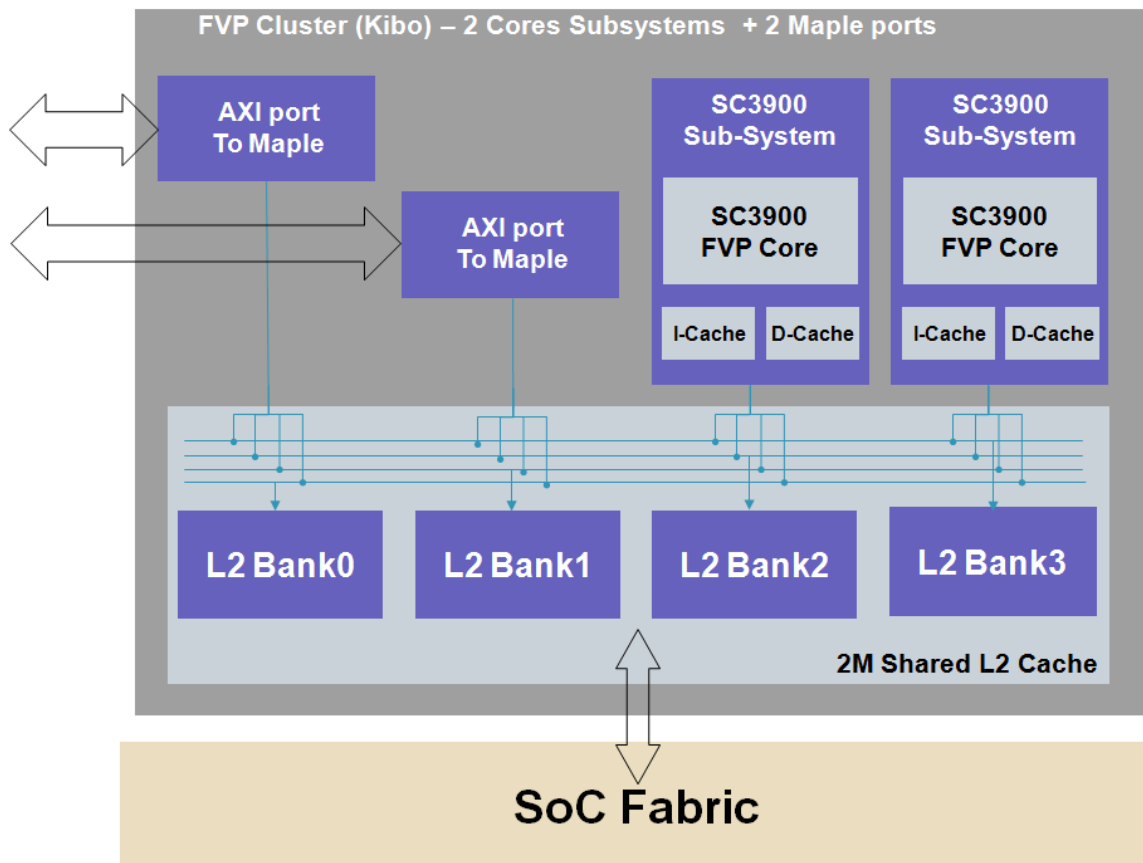 FVP Cluster (Kibo) – 2 Cores Subsystems + 2 Maple ports
AXI port
To Maple
AXI port
To Maple
SC3900
Sub-System
SC3900
FVP Core
I-Cache
D-Cache
SC3900
Sub-System
SC3900
FVP Core
I-Cache
D-Cache
L2 Bank0
L2 Bank1
L2 Bank2
L2 Bank3
2M Shared L2 Cache
SoC Fabric